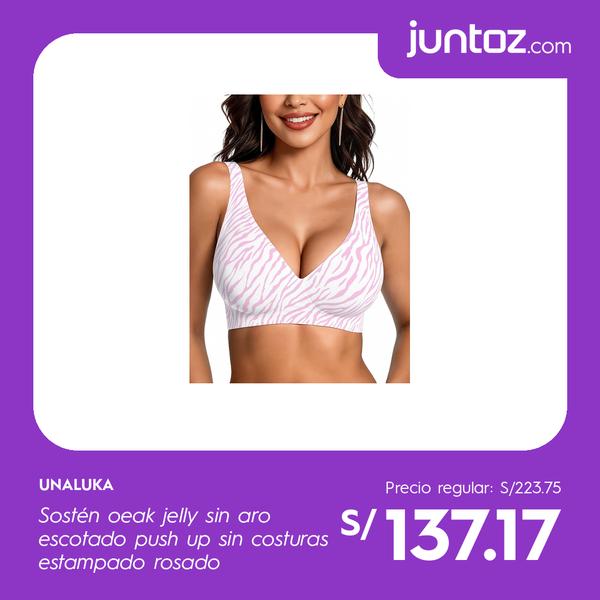 juntoz.com
UNALUKA
Sostén oeak jelly sin aro
escotado push up sin costuras
estampado rosado
Precio regular: S/223.75
S/137.17